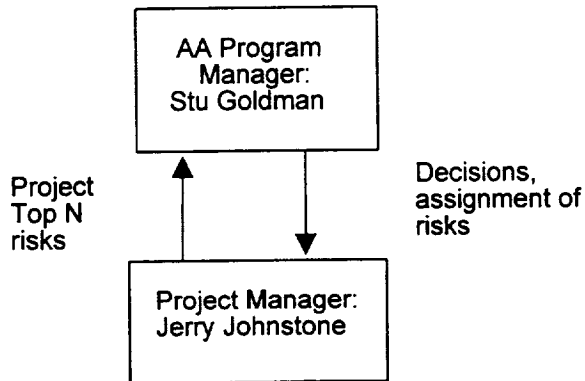 AA Program
Manager:
Stu Goldman
Project
Top N
risks
Decisions,
assignment of
risks
Project Manager:
Jerry Johnstone